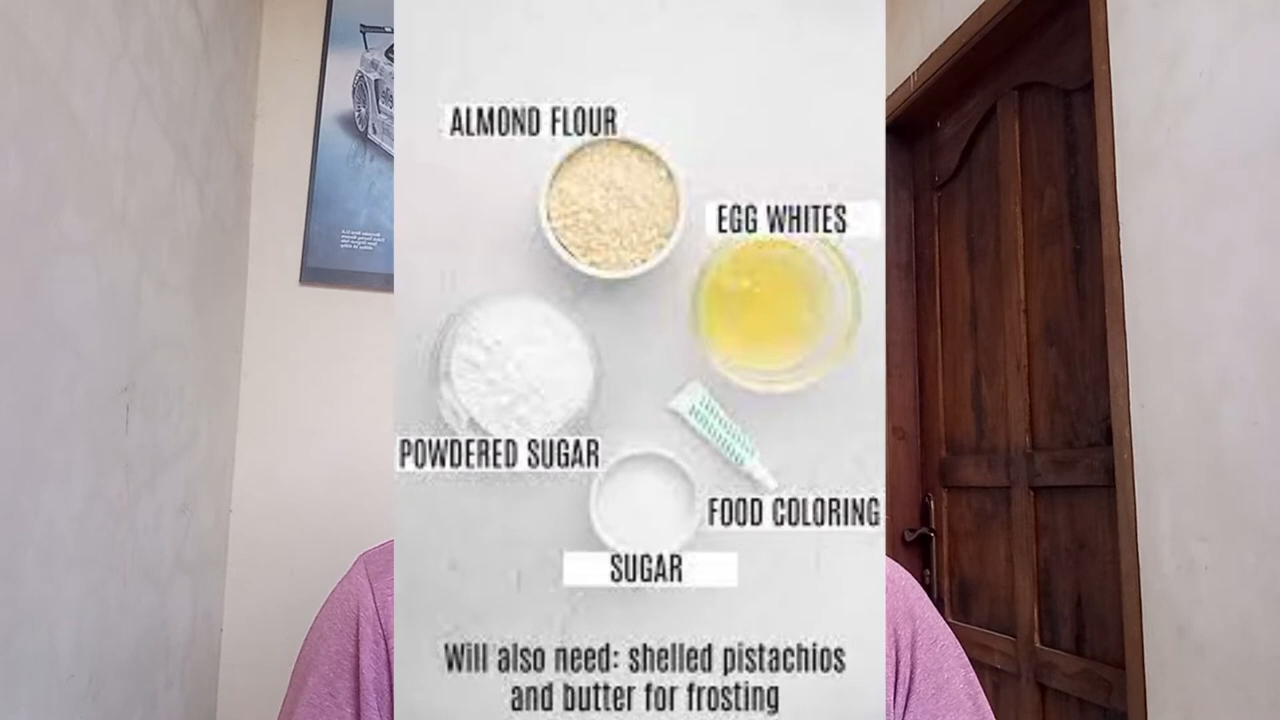 ALMOND FLOUR
EGG WHITES
POWDERED SUGAR
FOOD COLORING
SUGAR
Will also need: shelled pistachios
and butter for frosting